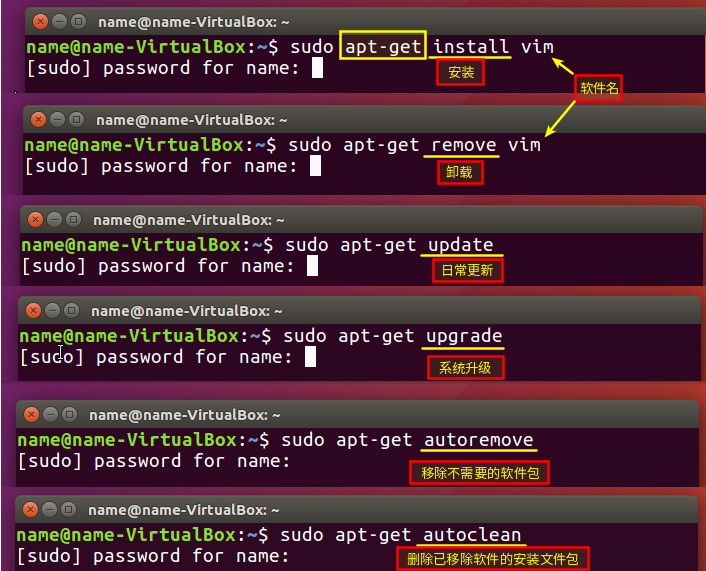 name@name-VirtualBox: ~
name@name-VirtualBox:~$ sudo apt-get install vim
[sudo] password for name:
安装
软件名
name@name-VirtualBox: ~
name@name-VirtualBox:~$ sudo apt-get remove vim
[sudo] password for name:
卸载
name@name-VirtualBox: ~
name@name-VirtualBox:~$ sudo apt-get update
[sudo] password for name:
日常更新
name@name-VirtualBox: ~
name@name-VirtualBox:~$ sudo apt-get upgrade
[sudo] password for name:
系统升级
name@name-VirtualBox: ~
name@name-VirtualBox:~$ sudo apt-get autoremove
[sudo] password for name:
移除不需要的软件包
name@name-VirtualBox: ~
name@name-VirtualBox:~$ sudo apt-get autoclean
[sudo] password for name:
删除已移除软件的安装文件包